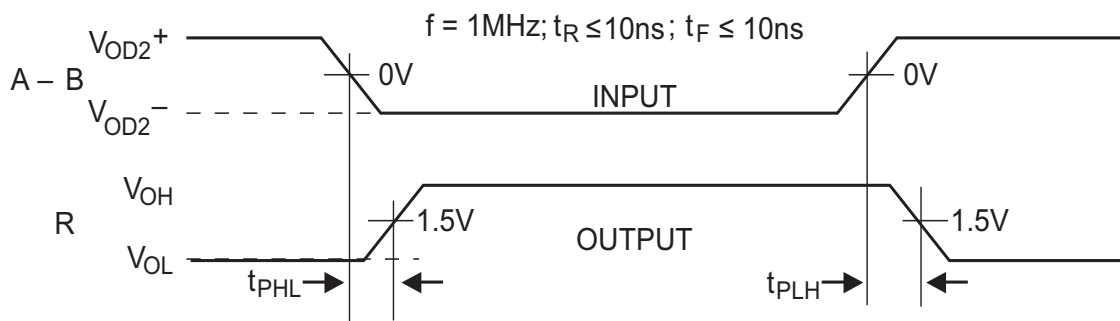 f = 1MHz; tR ≤10ns; tF ≤ 10ns
VOD2+
A – B
0V
0V
INPUT
VOD2–
VOH
R
1.5V
1.5V
OUTPUT
VOL
tPHL
tPLH